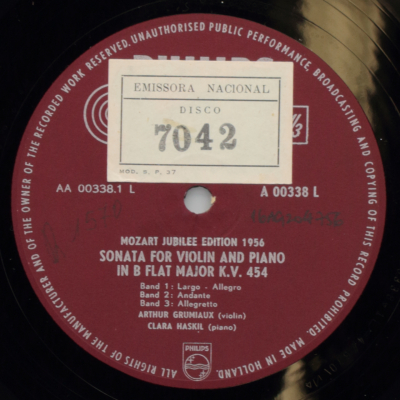 ALL RIGHTS OF THE MANUFACTURER AND OF THE OWNER OF THE RECORDED WORK RESERVED. UNAUTHORISED PUBLIC PERFORMANCE, BROADCASTING AND COPYING OF THIS RECORD PROHIBITED. MADE IN HOLLAND.
PHILIPS
EMISSORA NACIONAL
DISCO
7042
MOD. S. P. 27
AA 00338.1 L
A 00338 L
MOZART JUBILEE EDITION 1956
SONATA FOR VIOLIN AND PIANO
IN B FLAT MAJOR K.V. 454
Band 1: Largo - Allegro
Band 2: Andante
Band 3: Allegretto
ARTHUR GRUMIAUX (violin)
CLARA HASKIL (piano)
PHILIPS